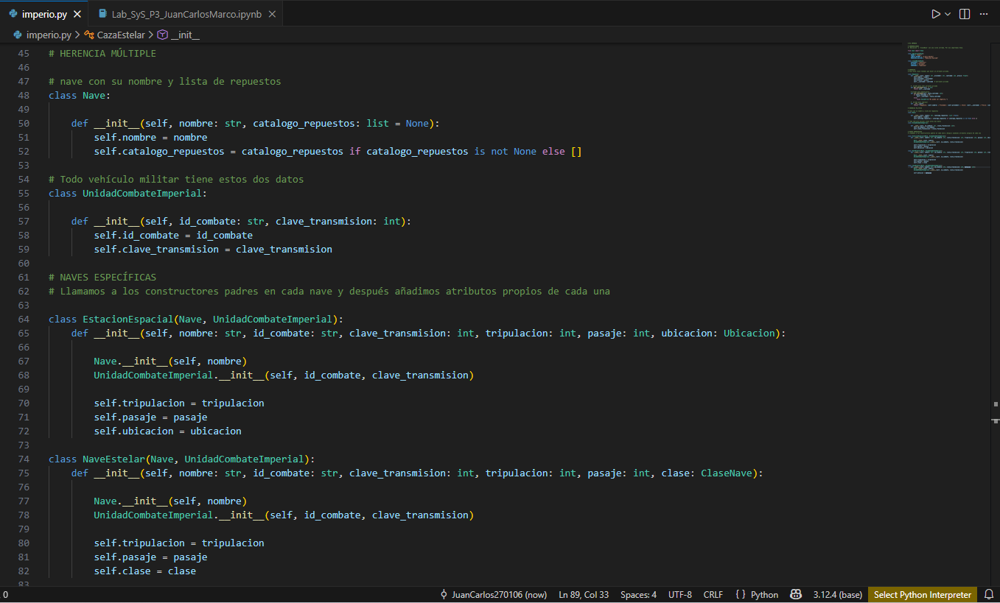 imperio.py
Lab_SyS_P3_JuanCarlosMarco.ipynb
imperio.py > CazaEstelar > __init__
45 # HERENCIA MÚLTIPLE
46
47 # nave con su nombre y lista de repuestos
48 class Nave:
49
50 def __init__(self, nombre: str, catalogo_repuestos: list = None):
51 self.nombre = nombre
52 self.catalogo_repuestos = catalogo_repuestos if catalogo_repuestos is not None else []
53
54 # Todo vehículo militar tiene estos dos datos
55 class UnidadCombateImperial:
56
57 def __init__(self, id_combate: str, clave_transmision: int):
58 self.id_combate = id_combate
59 self.clave_transmision = clave_transmision
60
61 # NAVES ESPECÍFICAS
62 # Llamamos a los constructores padres en cada nave y después añadimos atributos propios de cada una
63
64 class EstacionEspacial(Nave, UnidadCombateImperial):
65 def __init__(self, nombre: str, id_combate: str, clave_transmision: int, tripulacion: int, pasaje: int, ubicacion: Ubicacion):
66
67 Nave.__init__(self, nombre)
68 UnidadCombateImperial.__init__(self, id_combate, clave_transmision)
69
70 self.tripulacion = tripulacion
71 self.pasaje = pasaje
72 self.ubicacion = ubicacion
73
74 class NaveEstelar(Nave, UnidadCombateImperial):
75 def __init__(self, nombre: str, id_combate: str, clave_transmision: int, tripulacion: int, pasaje: int, clase: ClaseNave):
76
77 Nave.__init__(self, nombre)
78 UnidadCombateImperial.__init__(self, id_combate, clave_transmision)
79
80 self.tripulacion = tripulacion
81 self.pasaje = pasaje
82 self.clase = clase
83
0 JuanCarlos270106 (now) Ln 89, Col 33 Spaces: 4 UTF-8 CRLF { } Python 3.12.4 (base) Select Python Interpreter